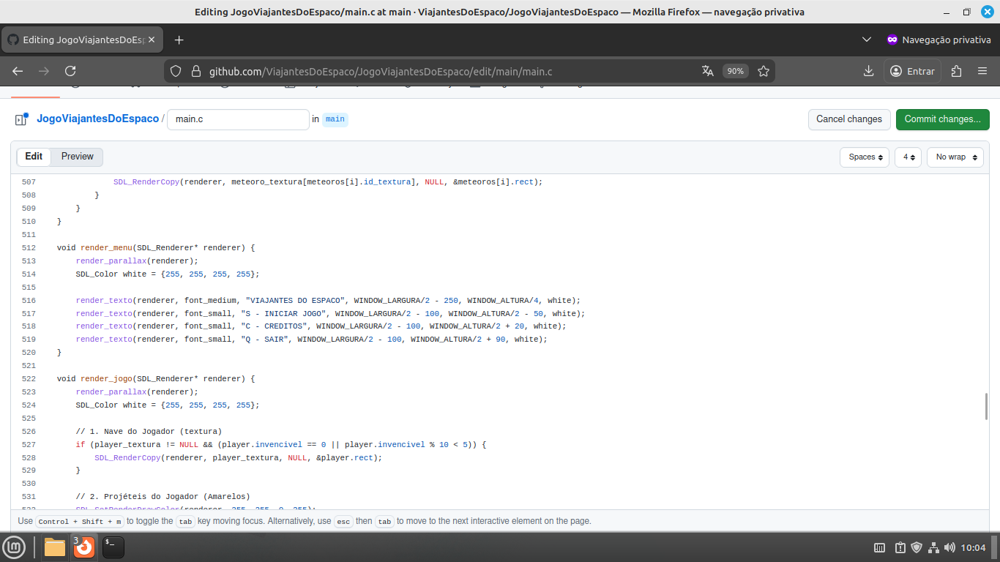 Editing JogoViajantesDoEspaco/main.c at main · ViajantesDoEspaco/JogoViajantesDoEspaco — Mozilla Firefox — navegação privativa
Editing JogoViajantesDoEsp
Navegação privativa
github.com/ViajantesDoEspaco/JogoViajantesDoEspaco/edit/main/main.c
90%
Entrar
JogoViajantesDoEspaco / main.c in main
Cancel changes
Commit changes...
Edit
Preview
Spaces
4
No wrap
507             SDL_RenderCopy(renderer, meteoro_textura[meteoros[i].id_textura], NULL, &meteoros[i].rect);
508         }
509     }
510 }
511
512 void render_menu(SDL_Renderer* renderer) {
513     render_parallax(renderer);
514     SDL_Color white = {255, 255, 255, 255};
515
516     render_texto(renderer, font_medium, "VIAJANTES DO ESPACO", WINDOW_LARGURA/2 - 250, WINDOW_ALTURA/4, white);
517     render_texto(renderer, font_small, "S - INICIAR JOGO", WINDOW_LARGURA/2 - 100, WINDOW_ALTURA/2 - 50, white);
518     render_texto(renderer, font_small, "C - CREDITOS", WINDOW_LARGURA/2 - 100, WINDOW_ALTURA/2 + 20, white);
519     render_texto(renderer, font_small, "Q - SAIR", WINDOW_LARGURA/2 - 100, WINDOW_ALTURA/2 + 90, white);
520 }
521
522 void render_jogo(SDL_Renderer* renderer) {
523     render_parallax(renderer);
524     SDL_Color white = {255, 255, 255, 255};
525
526     // 1. Nave do Jogador (textura)
527     if (player_textura != NULL && (player.invencivel == 0 || player.invencivel % 10 < 5)) {
528         SDL_RenderCopy(renderer, player_textura, NULL, &player.rect);
529     }
530
531     // 2. Projéteis do Jogador (Amarelos)
532     SDL_SetRenderDrawColor(renderer, 255, 255, 0, 255);
Use Control + Shift + m to toggle the tab key moving focus. Alternatively, use esc then tab to move to the next interactive element on the page.
3
10:04